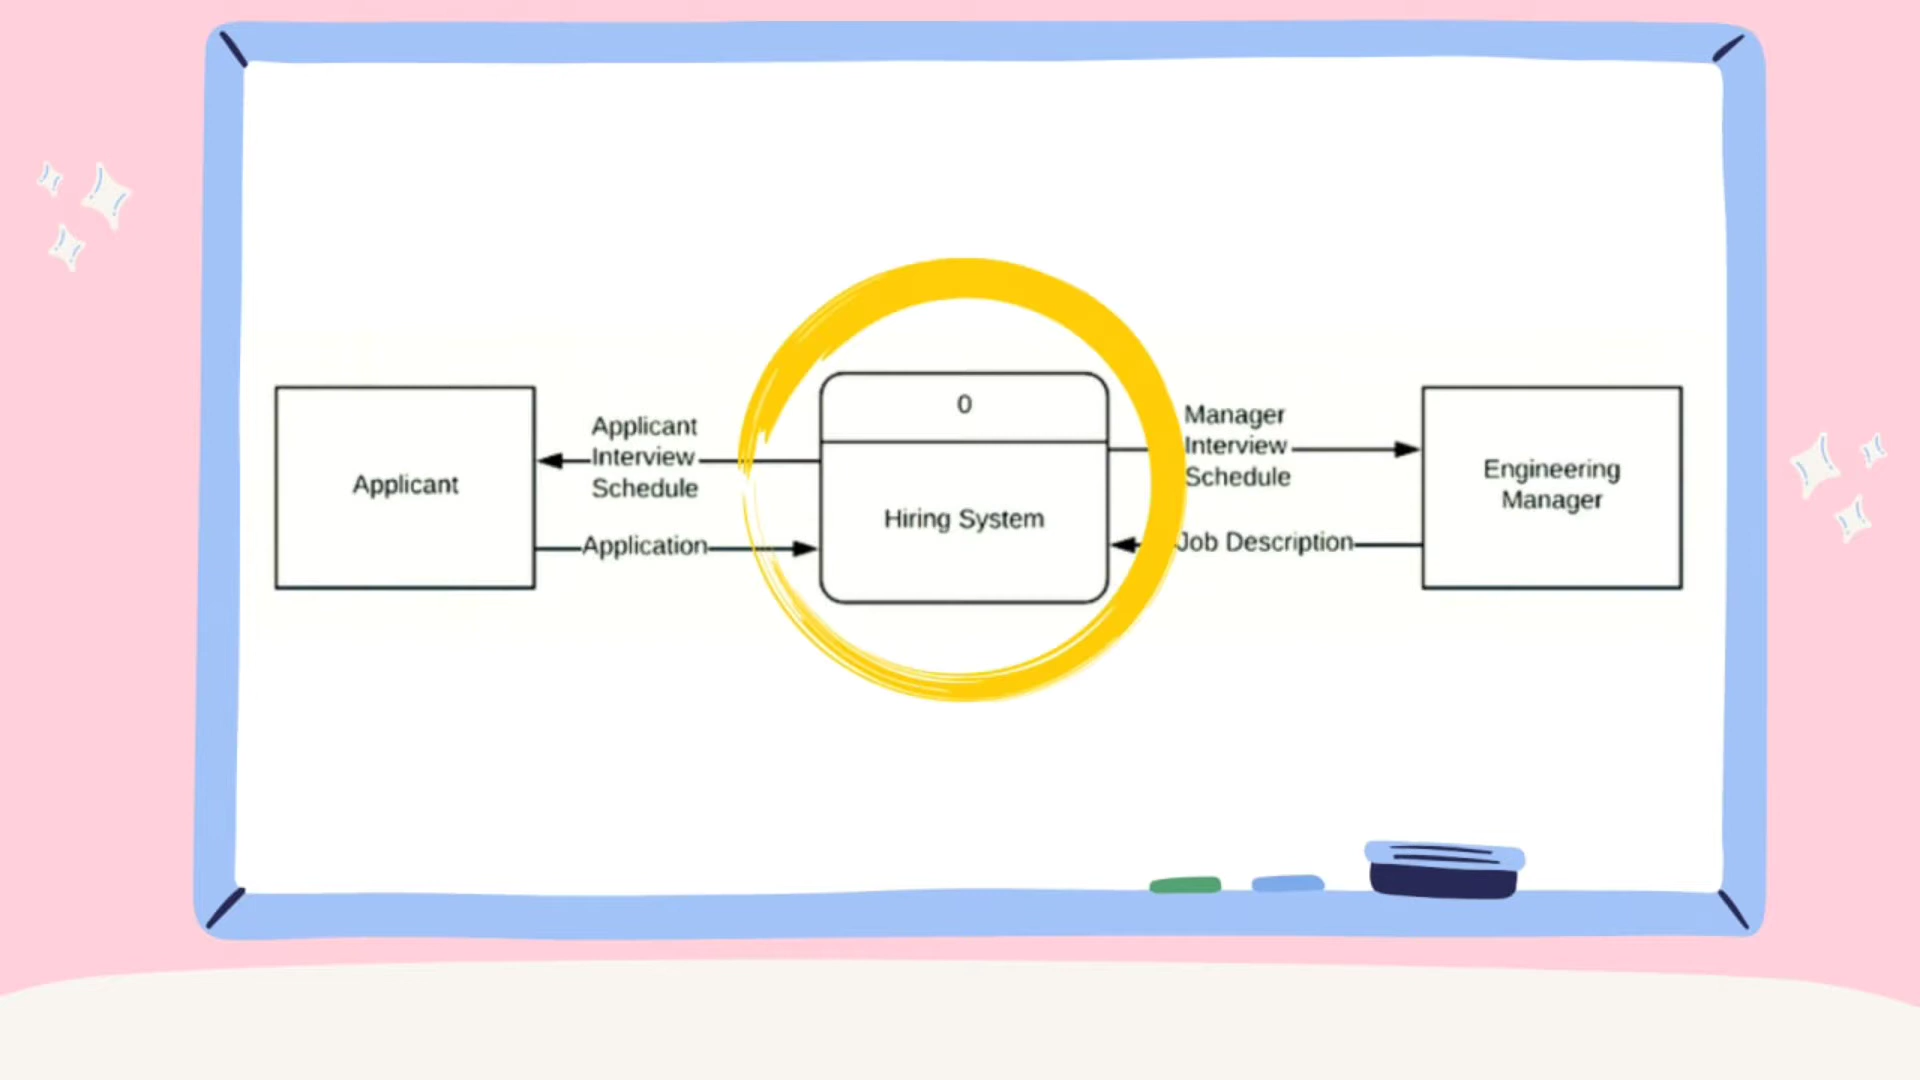 Applicant
Applicant
Interview
Schedule
Application
0
Hiring System
Manager
Interview
Schedule
Job Description
Engineering
Manager